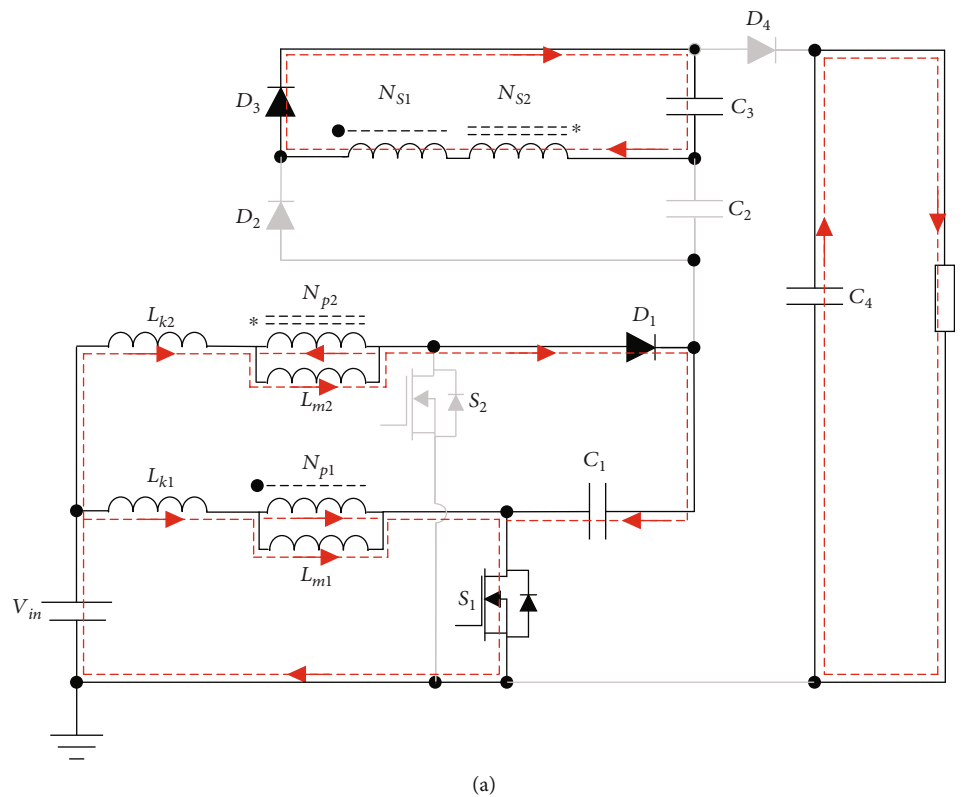 D4
D3
NS1
NS2
*
C3
D2
C2
Lk2
Np2
*
D1
C4
Lm2
S2
Lk1
Np1
C1
Lm1
Vin
S1
(a)